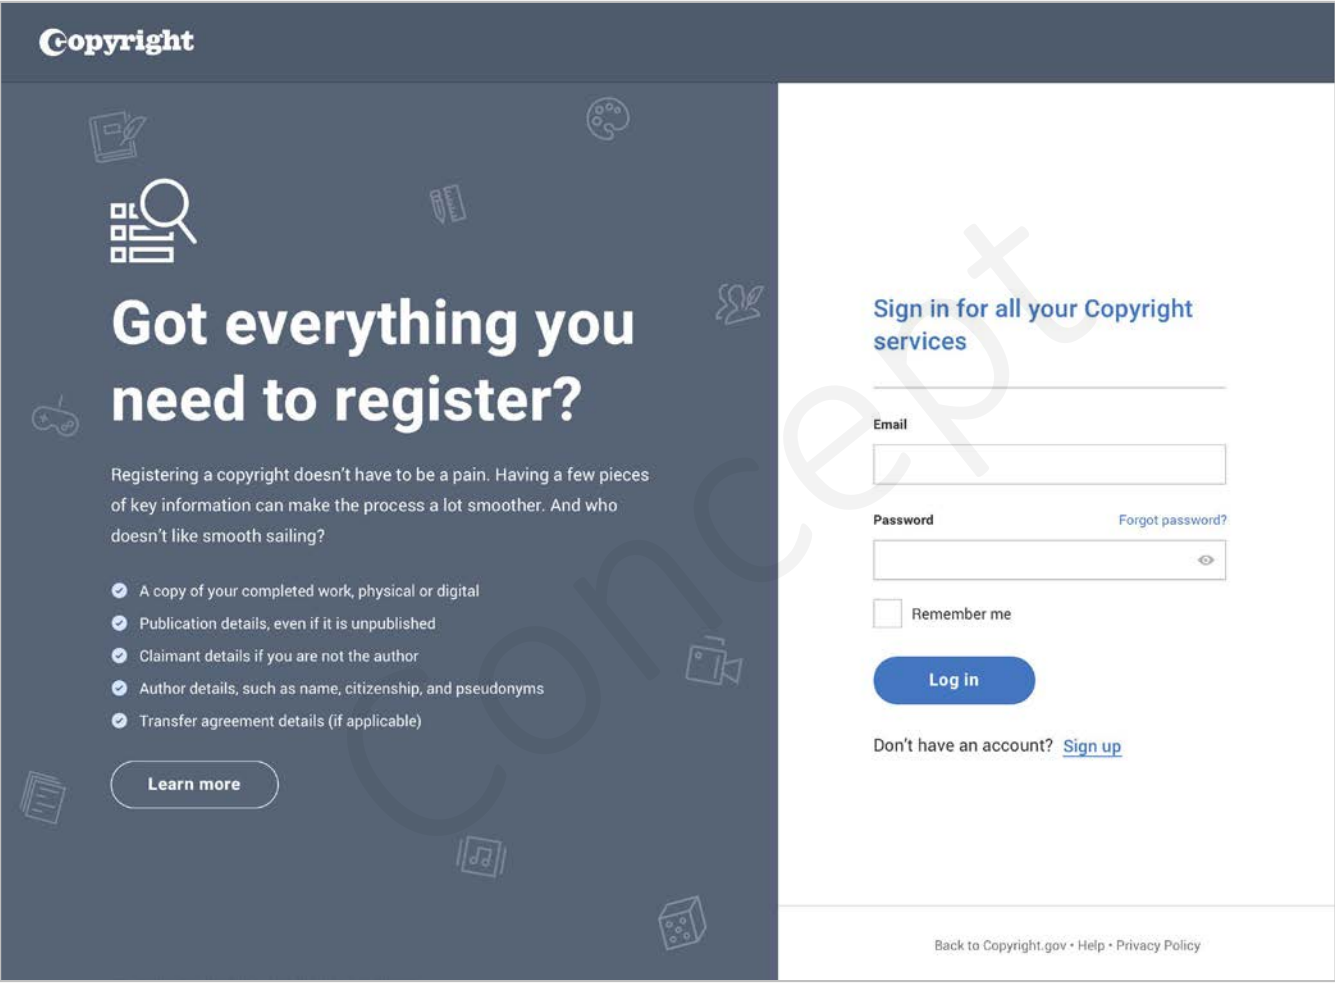 Copyright
Got everything you
need to register?
Registering a copyright doesn't have to be a pain. Having a few pieces
of key information can make the process a lot smoother. And who
doesn't like smooth sailing?
A copy of your completed work, physical or digital
Publication details, even if it is unpublished
Claimant details if you are not the author
Author details, such as name, citizenship, and pseudonyms
Transfer agreement details (if applicable)
Learn more
Sign in for all your Copyright
services
Email
Password Forgot password?
Remember me
Log in
Don't have an account? Sign up
Back to Copyright.gov • Help • Privacy Policy
Concept